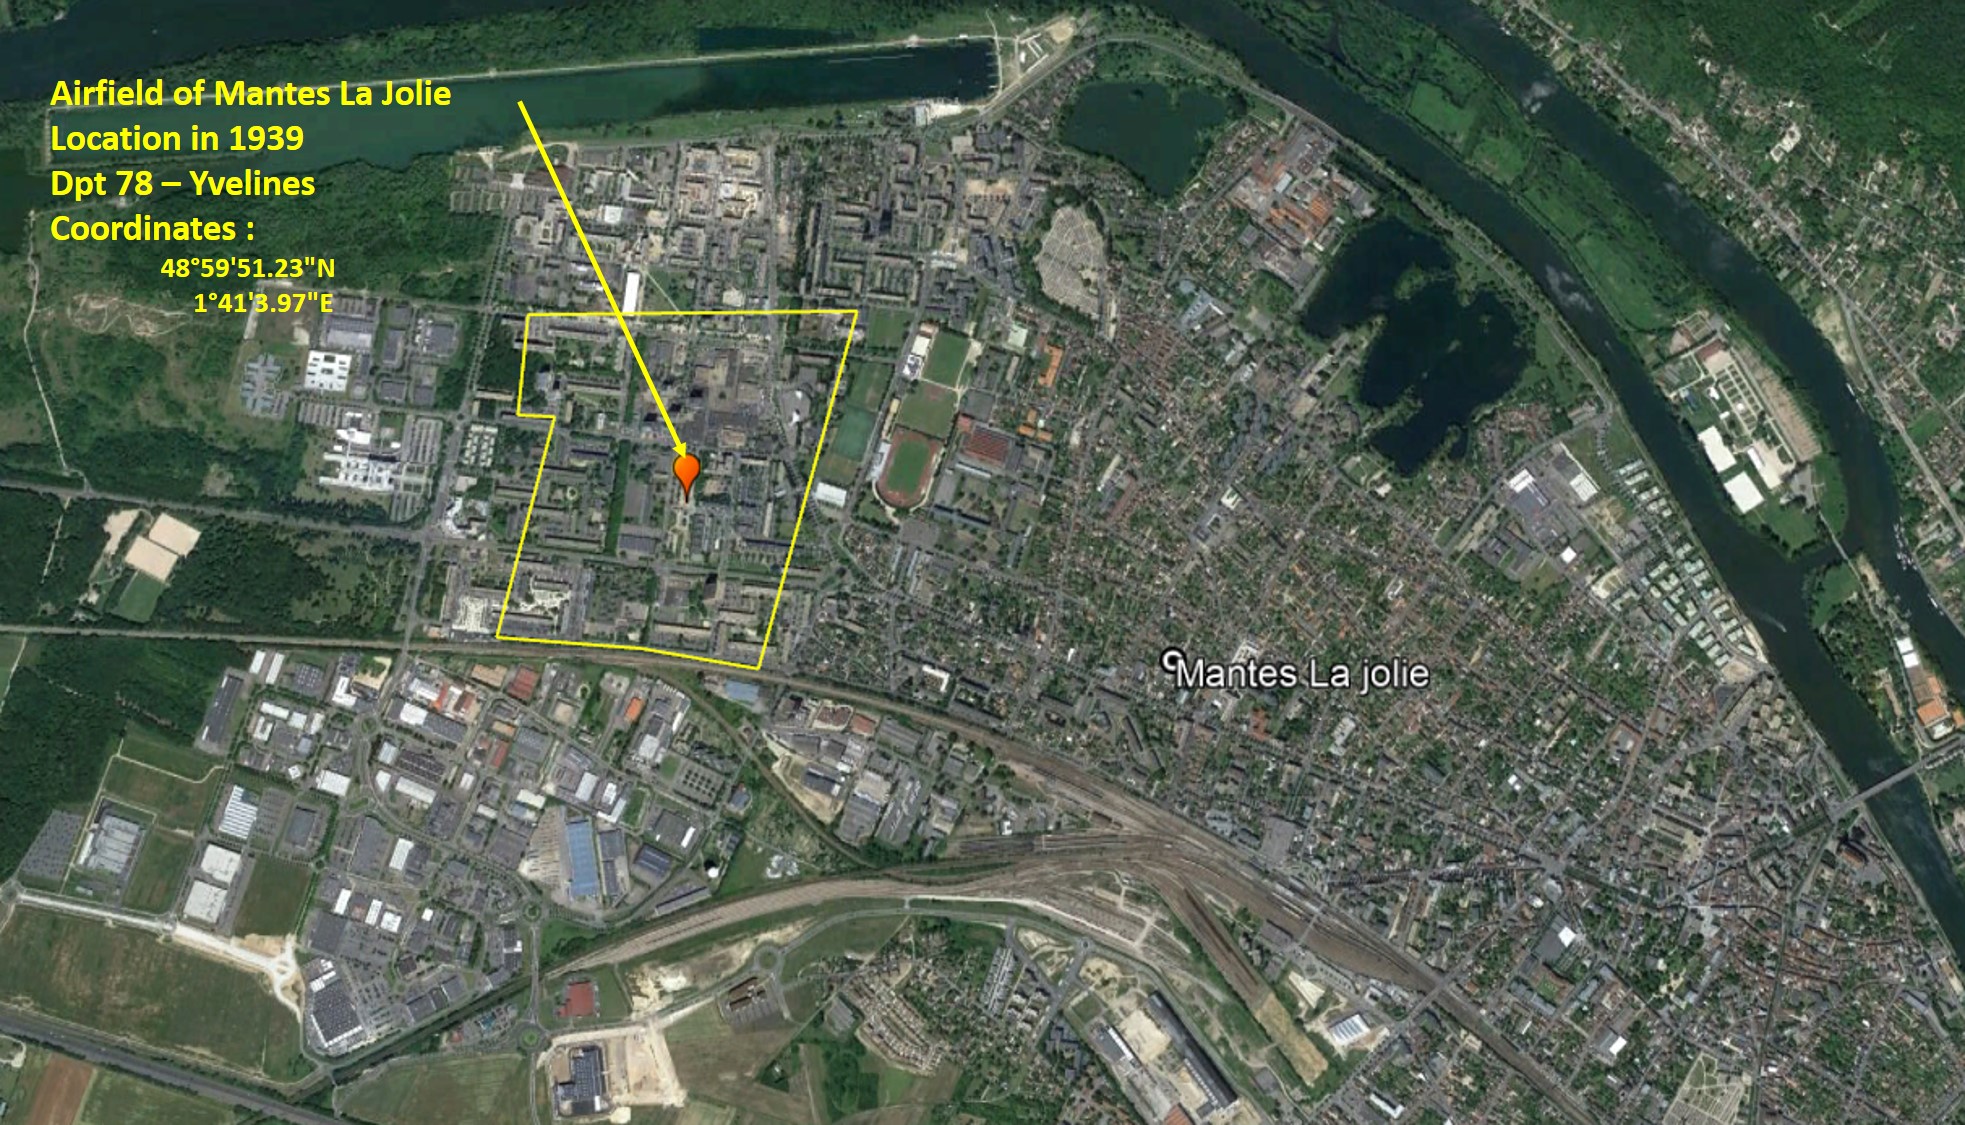 Airfield of Mantes La Jolie
Location in 1939
Dpt 78 – Yvelines
Coordinates :
48°59'51.23"N
1°41'3.97"E
Mantes La jolie